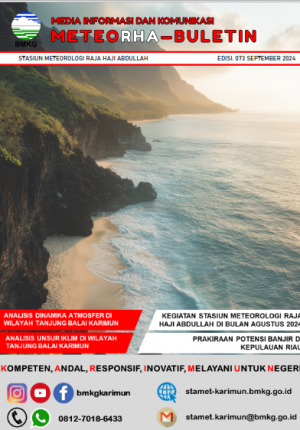 MEDIA INFORMASI DAN KOMUNIKASI
METEORHA-BULETIN
BMKG
STASIUN METEOROLOGI RAJA HAJI ABDULLAH
EDISI. 073 SEPTEMBER 2024
ANALISIS DINAMIKA ATMOSFER DI
WILAYAH TANJUNG BALAI KARIMUN
KEGIATAN STASIUN METEOROLOGI RAJA
HAJI ABDULLAH DI BULAN AGUSTUS 2024
ANALISIS UNSUR IKLIM DI WILAYAH
TANJUNG BALAI KARIMUN
PRAKIRAAN POTENSI BANJIR D
KEPULAUAN RIAU
KOMPETEN, ANDAL, RESPONSIF, INOVATIF, MELAYANI UNTUK NEGERI
bmkgkarimun
stamet-karimun.bmkg.go.id
0812-7018-6433
stamet.karimun@bmkg.go.id